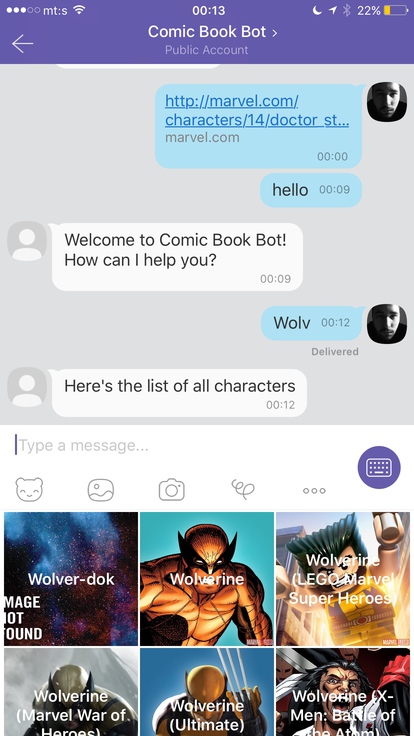 mt:s 00:13 22%
Comic Book Bot >
Public Account
http://marvel.com/
characters/14/doctor_st...
marvel.com
00:00
hello 00:09
Welcome to Comic Book Bot!
How can I help you?
00:09
Wolv 00:12
Delivered
Here's the list of all characters
00:12
Type a message...
Wolver-dok
MAGE
NOT
OUND
Wolverine
Wolverine
(LEGO Marvel
Super Heroes)
Wolverine
(Marvel War of
Heroes)
Wolverine
(Ultimate)
Wolverine (X-
Men: Battle of
the Atom)